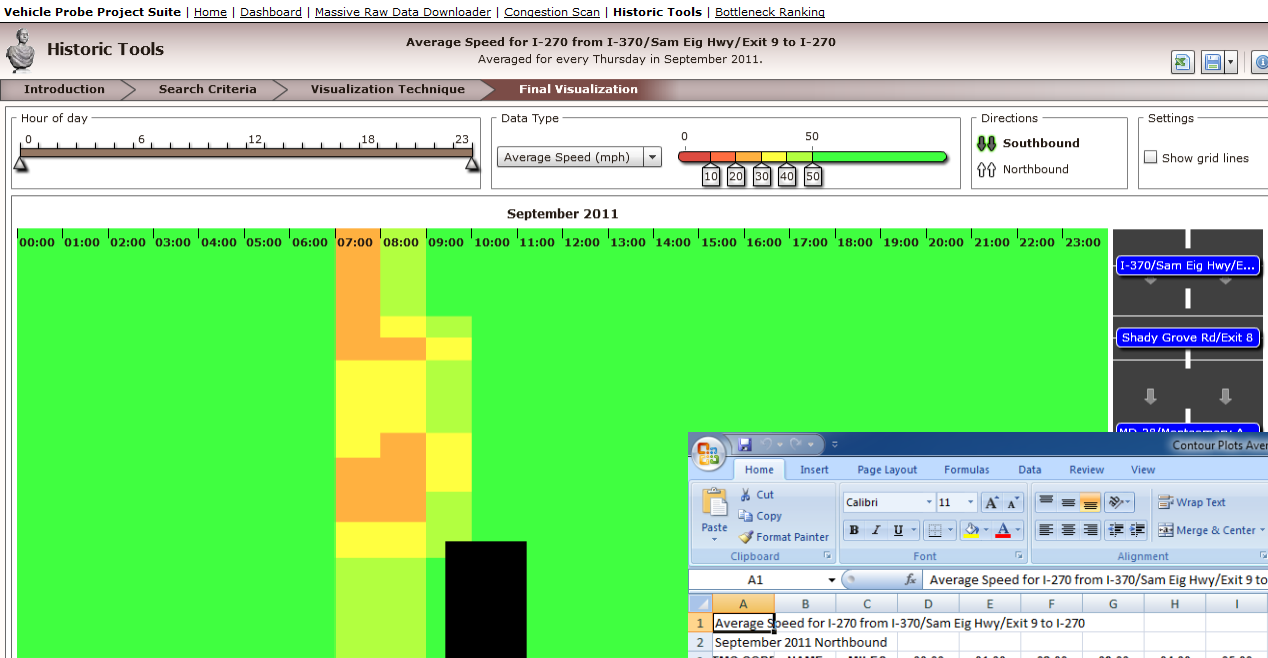 Vehicle Probe Project Suite | Home | Dashboard | Massive Raw Data Downloader | Congestion Scan | Historic Tools | Bottleneck Ranking
Historic Tools
Average Speed for I-270 from I-370/Sam Eig Hwy/Exit 9 to I-270
Averaged for every Thursday in September 2011.
Introduction Search Criteria Visualization Technique Final Visualization
Hour of day
0 6 12 18 23
Data Type
Average Speed (mph)
0 50
10 20 30 40 50
Directions
Southbound
Northbound
Settings
Show grid lines
September 2011
00:00 01:00 02:00 03:00 04:00 05:00 06:00 07:00 08:00 09:00 10:00 11:00 12:00 13:00 14:00 15:00 16:00 17:00 18:00 19:00 20:00 21:00 22:00 23:00
I-370/Sam Eig Hwy/E...
Shady Grove Rd/Exit 8
Contour Plots Aver
Home Insert Page Layout Formulas Data Review View
Paste
Cut
Copy
Format Painter
Clipboard
Calibri 11 A A
B I U A
Font
Wrap Text
Merge & Center
Alignment
A1 fx Average Speed for I-270 from I-370/Sam Eig Hwy/Exit 9 to
A B C D E F G H I
1 Average Speed for I-270 from I-370/Sam Eig Hwy/Exit 9 to I-270
2 September 2011 Northbound